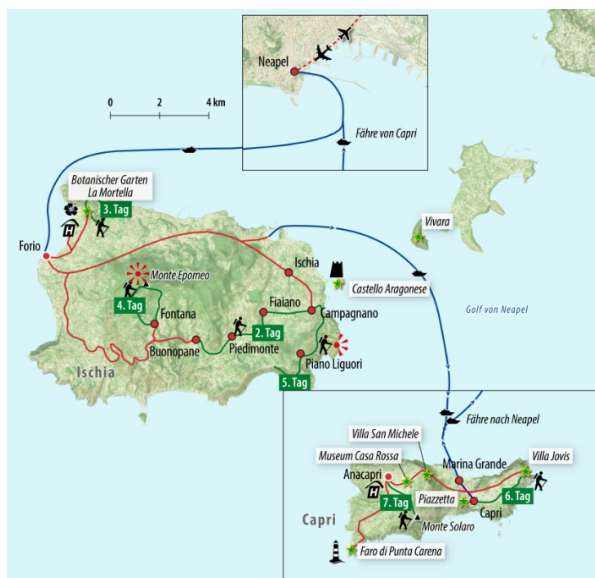 Neapel
0 2 4 km
Fähre von Capri
Botanischer Garten
La Mortella
3. Tag
H
Forio
Vivara
Monte Epomeo
Ischia
Castello Aragonese
4. Tag
Fontana
Fiaiano
Campagnano
Golf von Neapel
2. Tag
Buonopane
Piedimonte
Piano Liguori
Ischia
5. Tag
Fähre nach Neapel
Villa San Michele
Museum Casa Rossa
Marina Grande
Villa Jovis
Anacapri
H
Piazzetta
Capri
6. Tag
7. Tag
Capri
Monte Solaro
Faro di Punta Carena